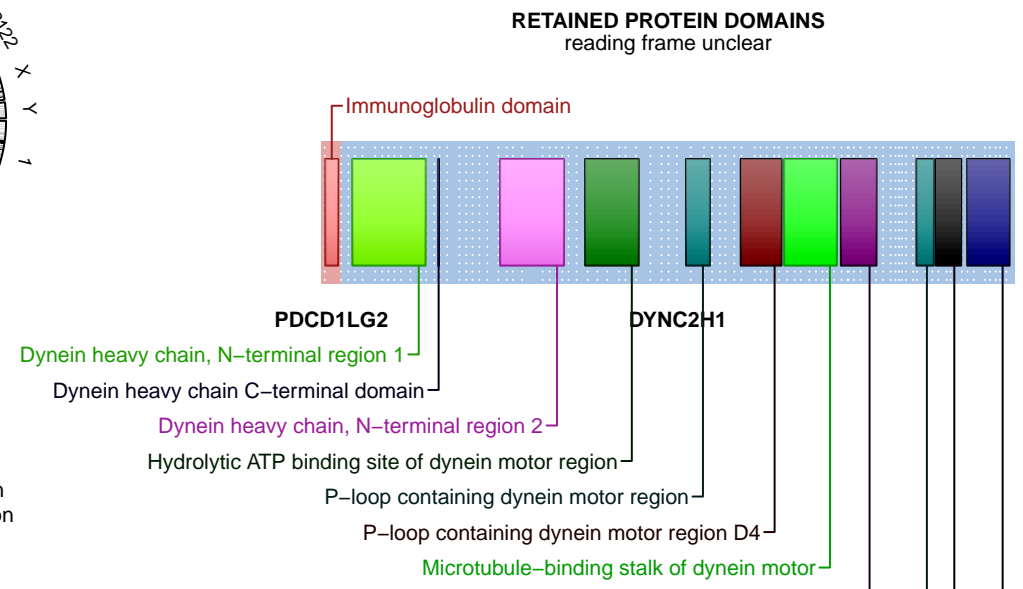 RETAINED PROTEIN DOMAINS
reading frame unclear
22
X
Y
1
Immunoglobulin domain
PDCD1LG2
DYNC2H1
Dynein heavy chain, N−terminal region 1
Dynein heavy chain C−terminal domain
Dynein heavy chain, N−terminal region 2
Hydrolytic ATP binding site of dynein motor region
P−loop containing dynein motor region
P−loop containing dynein motor region D4
Microtubule−binding stalk of dynein motor